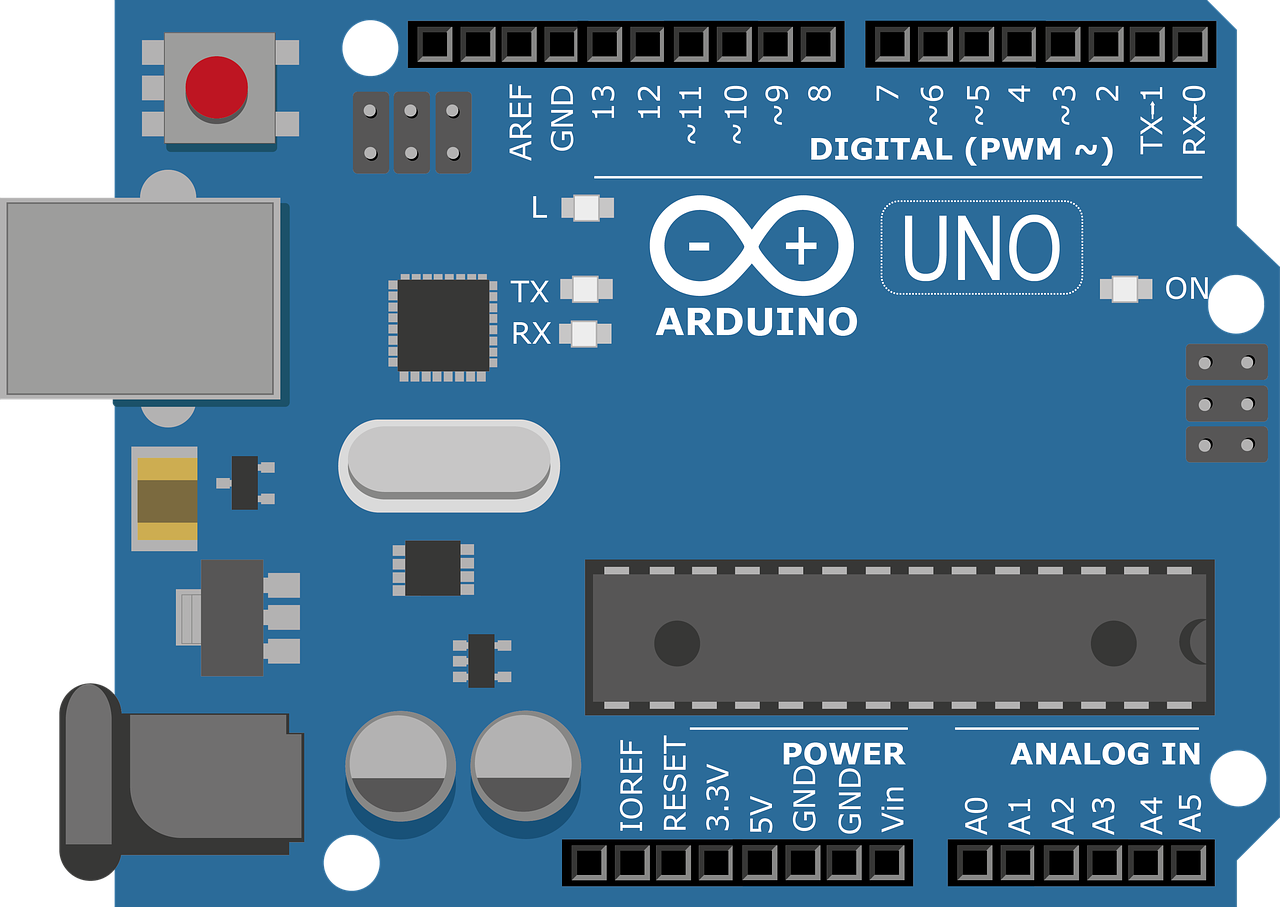 AREF
GND
13
12
~11
~10
~9
8
7
~6
~5
4
~3
2
TX→1
RX←0
DIGITAL (PWM ~)
L
- +
UNO
TX
ON
RX
ARDUINO
POWER
ANALOG IN
IOREF
RESET
3.3V
5V
GND
GND
Vin
A0
A1
A2
A3
A4
A5